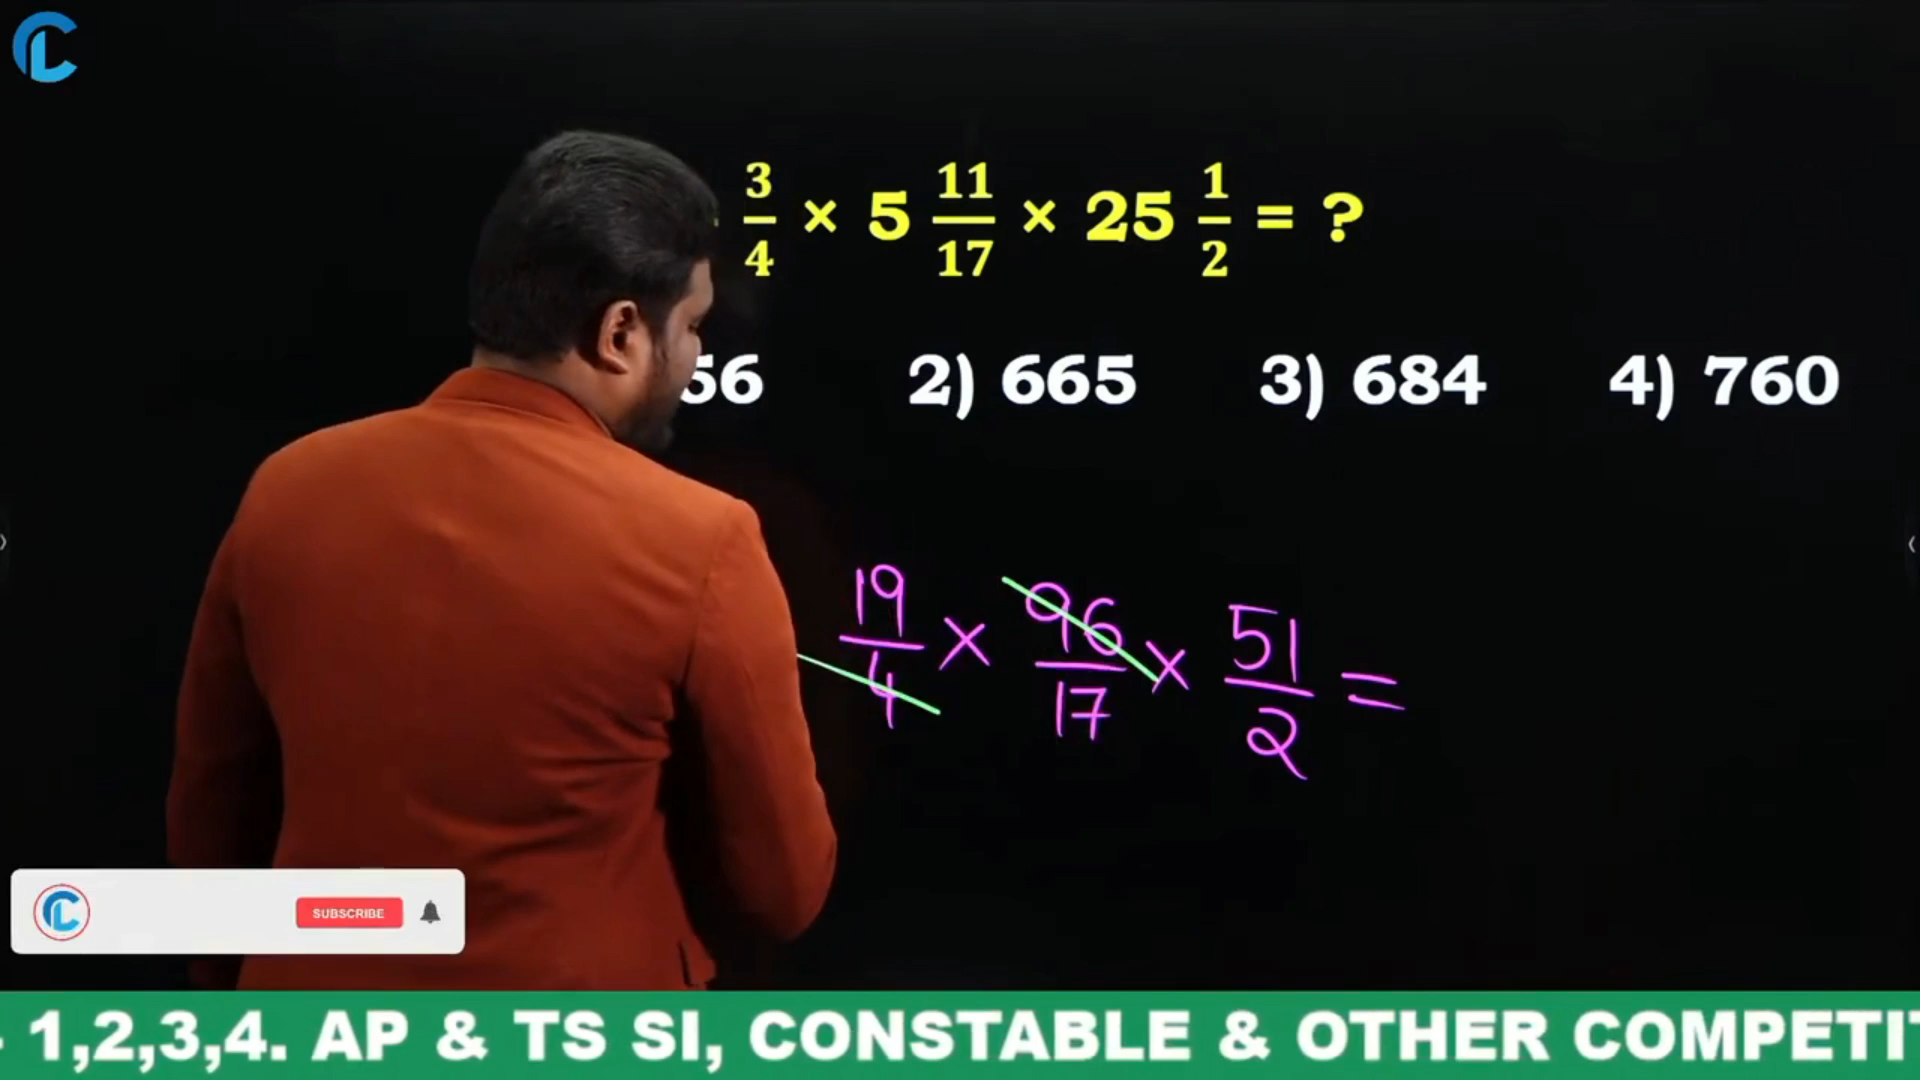 3/4 × 5 11/17 × 25 1/2 = ?
56 2) 665 3) 684 4) 760
19/4 × 96/17 × 51/2 =
SUBSCRIBE
1,2,3,4. AP & TS SI, CONSTABLE & OTHER COMPETIT